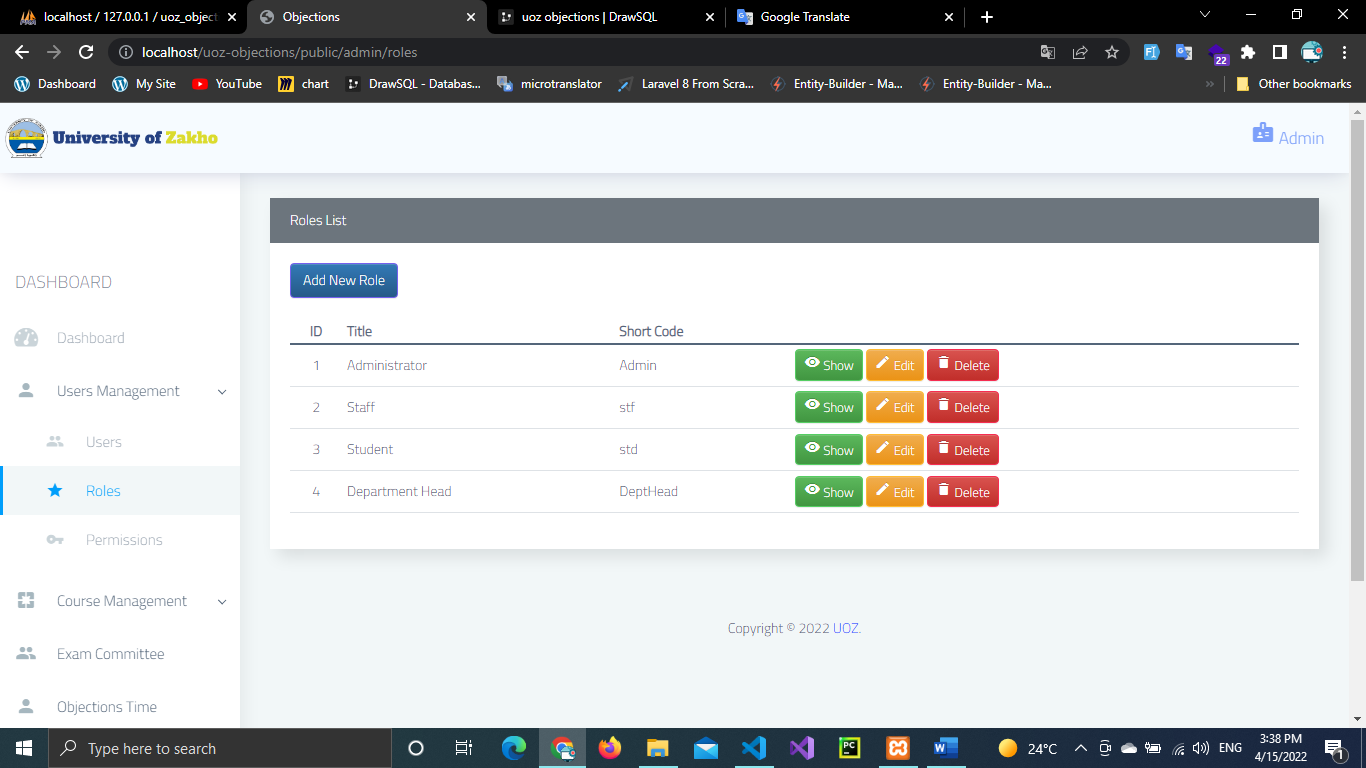 localhost / 127.0.0.1 / uoz_object
Objections
uoz objections | DrawSQL
Google Translate
localhost/uoz-objections/public/admin/roles
22
Dashboard
My Site
YouTube
chart
DrawSQL - Databas...
microtranslator
Laravel 8 From Scra...
Entity-Builder - Ma...
Entity-Builder - Ma...
»
Other bookmarks
University of Zakho
Admin
DASHBOARD
Dashboard
Users Management
Users
Roles
Permissions
Course Management
Exam Committee
Objections Time
Roles List
Add New Role
ID Title Short Code
1 Administrator Admin Show Edit Delete
2 Staff stf Show Edit Delete
3 Student std Show Edit Delete
4 Department Head DeptHead Show Edit Delete
Copyright © 2022 UOZ.
Type here to search
24°C
ENG
3:38 PM
4/15/2022
1